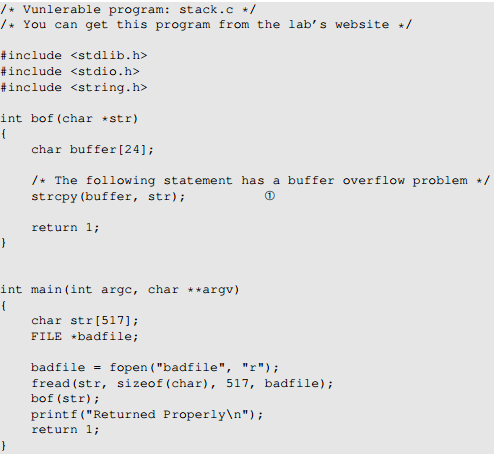 /* Vunlerable program: stack.c */
/* You can get this program from the lab's website */
#include <stdlib.h>
#include <stdio.h>
#include <string.h>
int bof(char *str)
{
char buffer[24];
/* The following statement has a buffer overflow problem */
strcpy(buffer, str); ①
return 1;
}
int main(int argc, char **argv)
{
char str[517];
FILE *badfile;
badfile = fopen("badfile", "r");
fread(str, sizeof(char), 517, badfile);
bof(str);
printf("Returned Properly\n");
return 1;
}